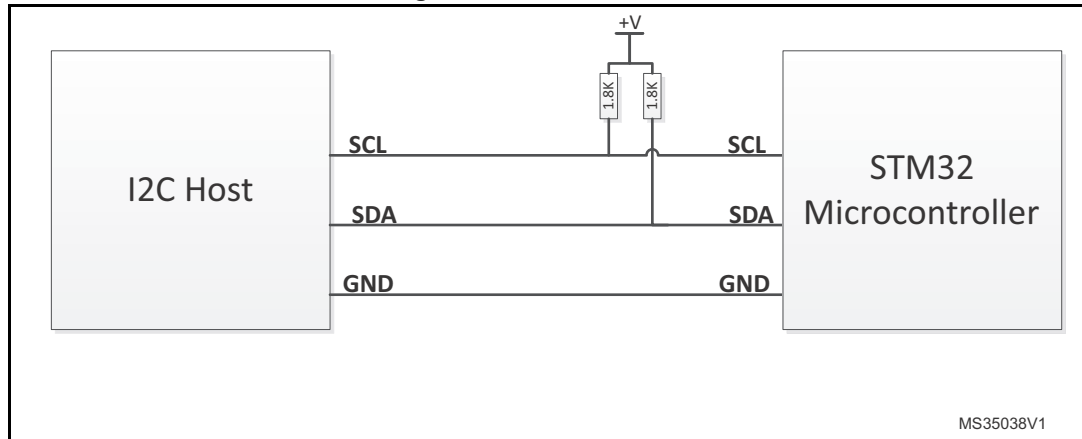 +V
1.8K 1.8K
SCL SCL
I2C Host
STM32
Microcontroller
SDA SDA
GND GND
MS35038V1